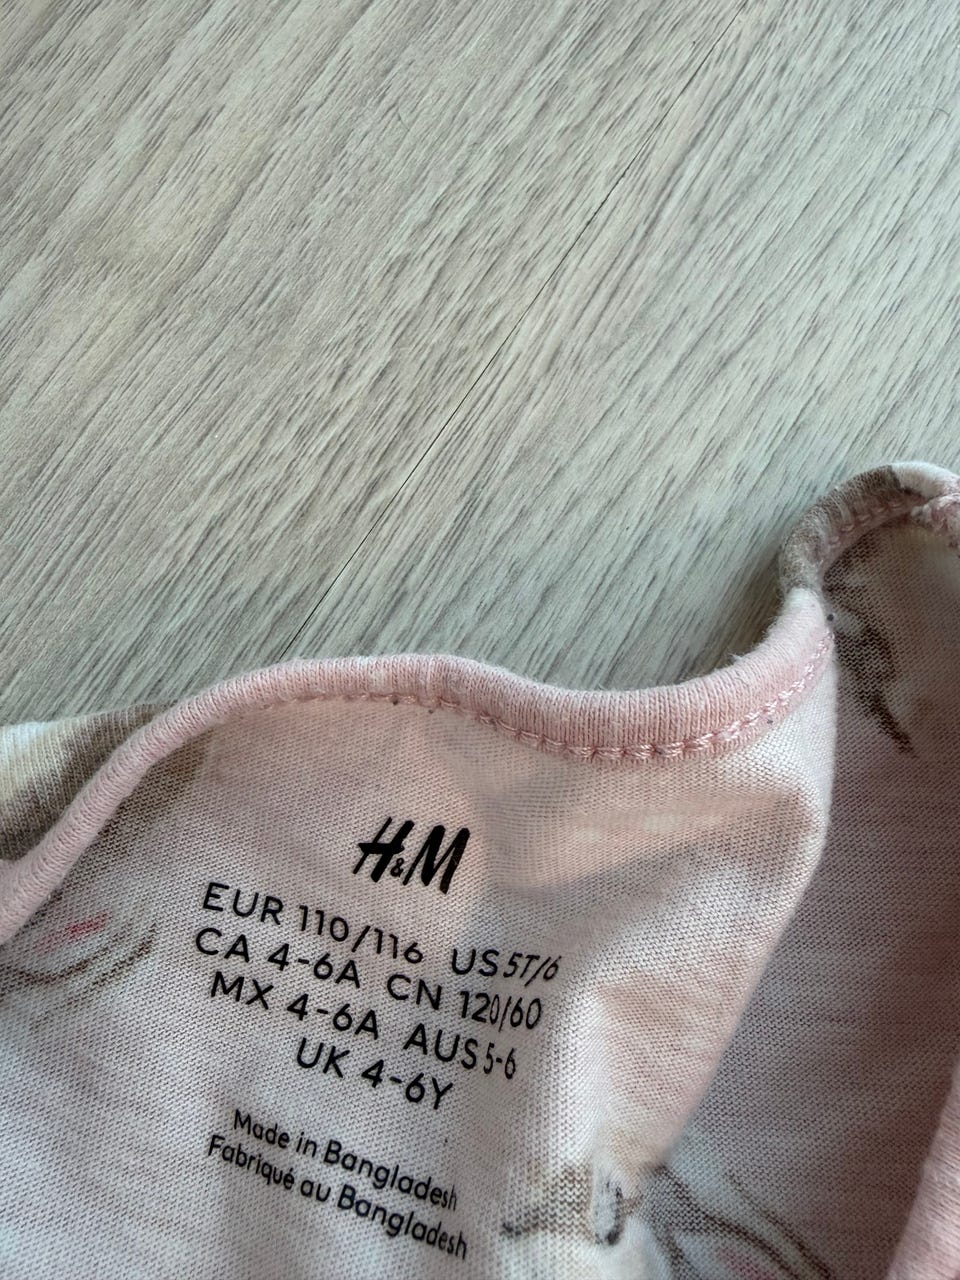 H&M
EUR 110/116 US 5T/6
CA 4-6A CN 120/60
MX 4-6A AUS 5-6
UK 4-6Y
Made in Bangladesh
Fabriqué au Bangladesh